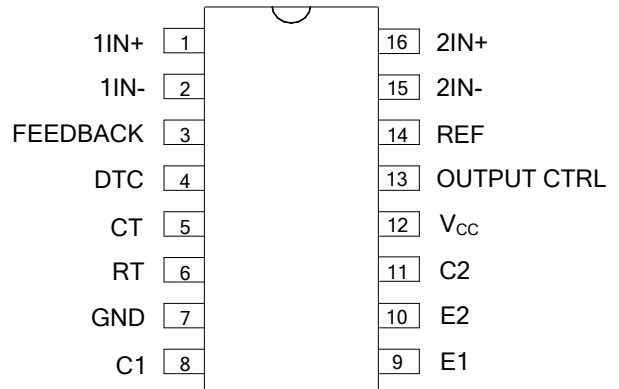 1IN+ 1 16 2IN+
1IN- 2 15 2IN-
FEEDBACK 3 14 REF
DTC 4 13 OUTPUT CTRL
CT 5 12 VCC
RT 6 11 C2
GND 7 10 E2
C1 8 9 E1